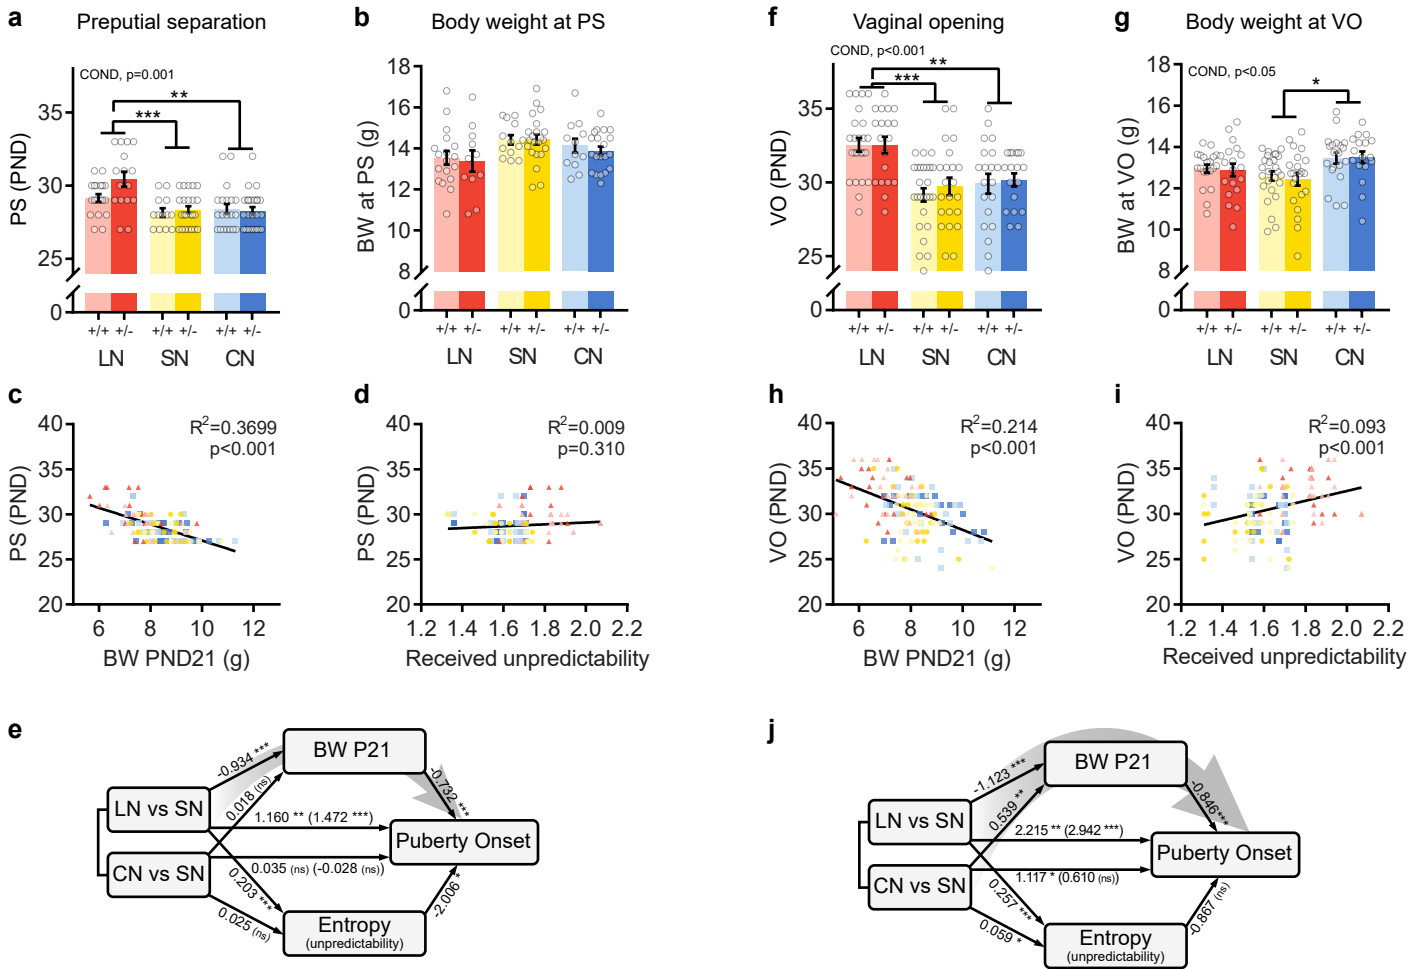 a
Preputial separation
COND, p=0.001
**
***
PS (PND)
35
30
25
0
+/+ +/- +/+ +/- +/+ +/-
LN SN CN
b
Body weight at PS
BW at PS (g)
18
16
14
12
10
8
0
+/+ +/- +/+ +/- +/+ +/-
LN SN CN
f
Vaginal opening
COND, p<0.001
**
***
VO (PND)
35
30
25
0
+/+ +/- +/+ +/- +/+ +/-
LN SN CN
g
Body weight at VO
COND, p<0.05
*
BW at VO (g)
18
16
14
12
10
8
0
+/+ +/- +/+ +/- +/+ +/-
LN SN CN
c
R²=0.3699
p<0.001
PS (PND)
40
35
30
25
20
6 8 10 12
BW PND21 (g)
d
R²=0.009
p=0.310
PS (PND)
40
35
30
25
20
1.2 1.4 1.6 1.8 2.0 2.2
Received unpredictability
h
R²=0.214
p<0.001
VO (PND)
40
35
30
25
20
6 8 10 12
BW PND21 (g)
i
R²=0.093
p<0.001
VO (PND)
40
35
30
25
20
1.2 1.4 1.6 1.8 2.0 2.2
Received unpredictability
e
BW P21
-0.934 ***
0.018 (ns)
-0.732 ***
LN vs SN
1.160 ** (1.472 ***)
Puberty Onset
CN vs SN
0.035 (ns) (-0.028 (ns))
0.203 ***
0.025 (ns)
-2.006 *
Entropy
(unpredictability)
j
BW P21
-1.123 ***
0.539 **
-0.846***
LN vs SN
2.215 ** (2.942 ***)
Puberty Onset
CN vs SN
1.117 * (0.610 (ns))
0.257 ***
0.059 *
-0.867 (ns)
Entropy
(unpredictability)